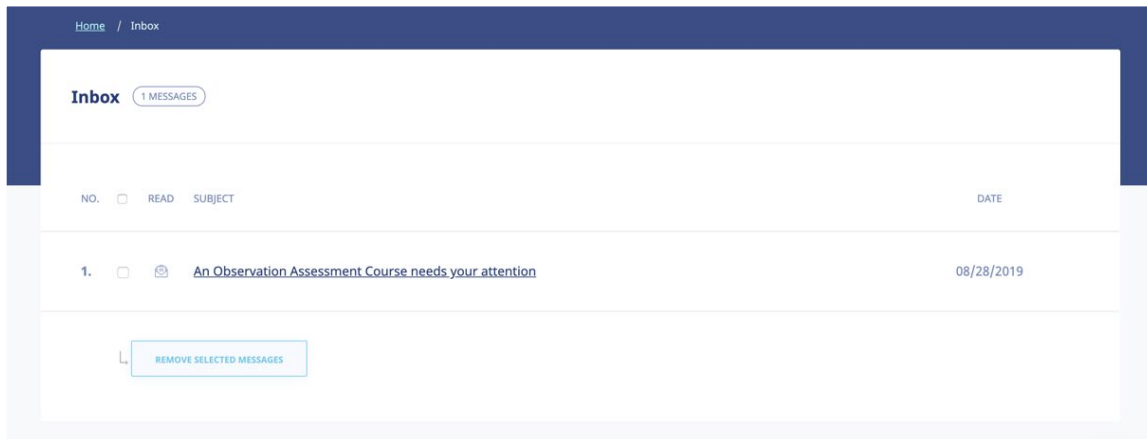 Home / Inbox
Inbox 1 MESSAGES
NO. READ SUBJECT DATE
1. An Observation Assessment Course needs your attention 08/28/2019
REMOVE SELECTED MESSAGES